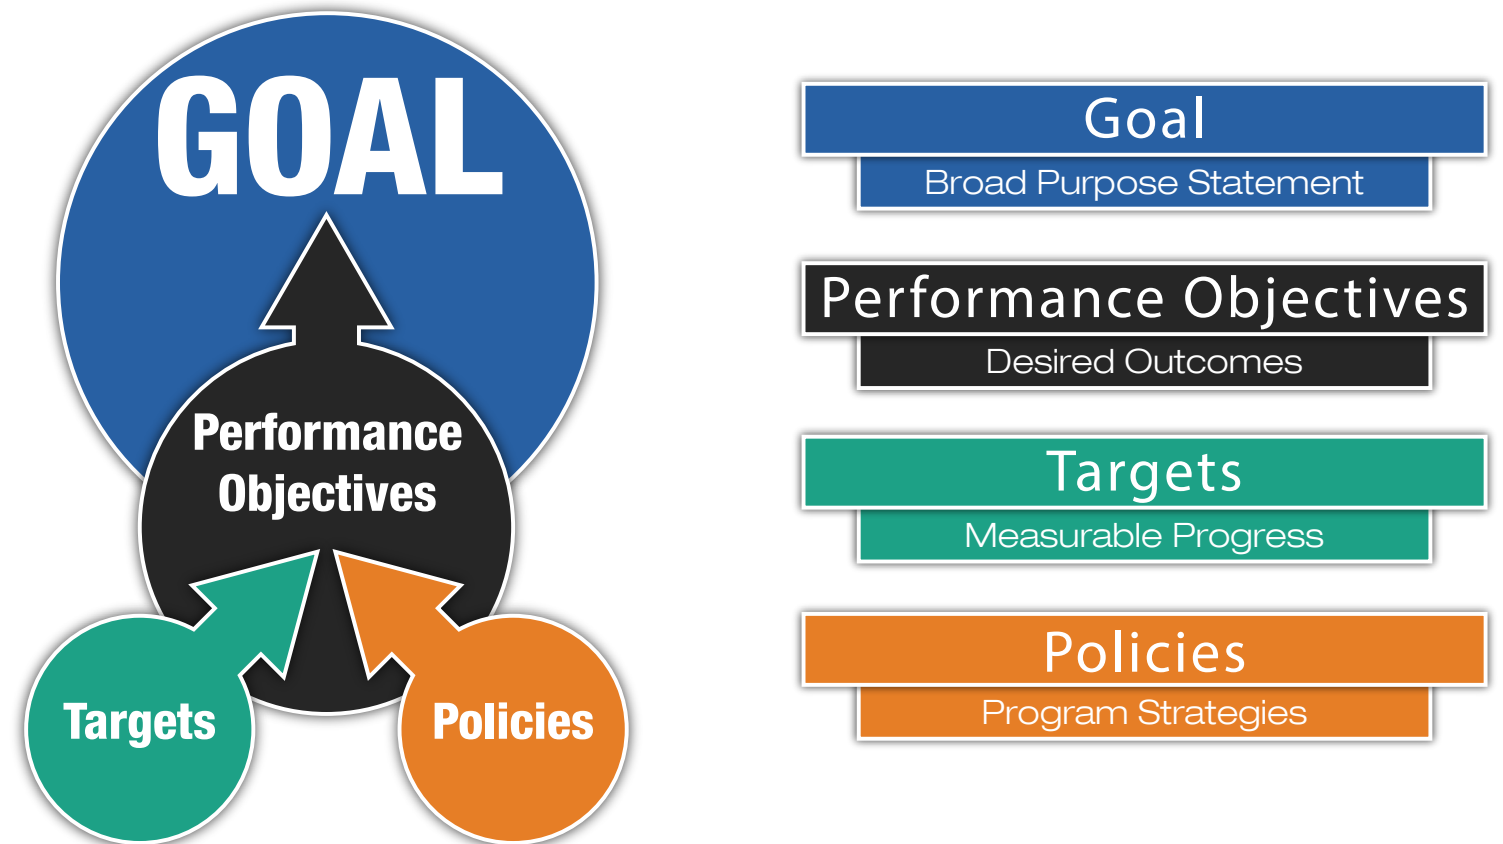 GOAL
Performance
Objectives
Targets
Policies
Goal
Broad Purpose Statement
Performance Objectives
Desired Outcomes
Targets
Measurable Progress
Policies
Program Strategies